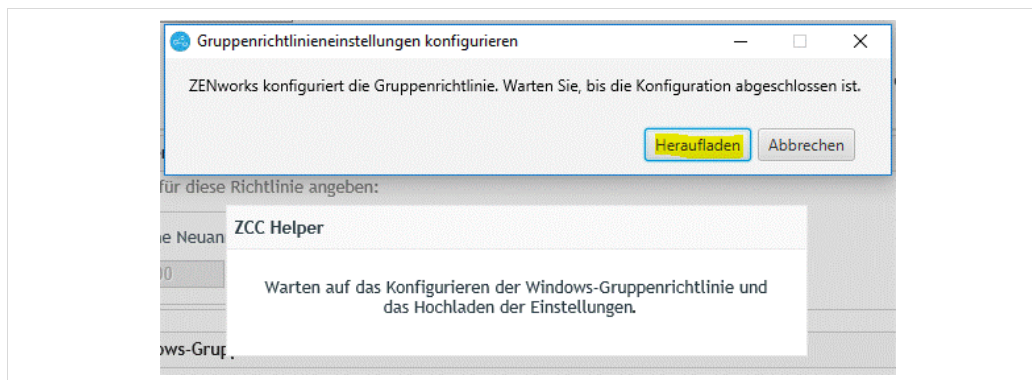 Gruppenrichtlinieneinstellungen konfigurieren
ZENworks konfiguriert die Gruppenrichtlinie. Warten Sie, bis die Konfiguration abgeschlossen ist.
Heraufladen Abbrechen
für diese Richtlinie angeben:
ZCC Helper
Warten auf das Konfigurieren der Windows-Gruppenrichtlinie und
das Hochladen der Einstellungen.